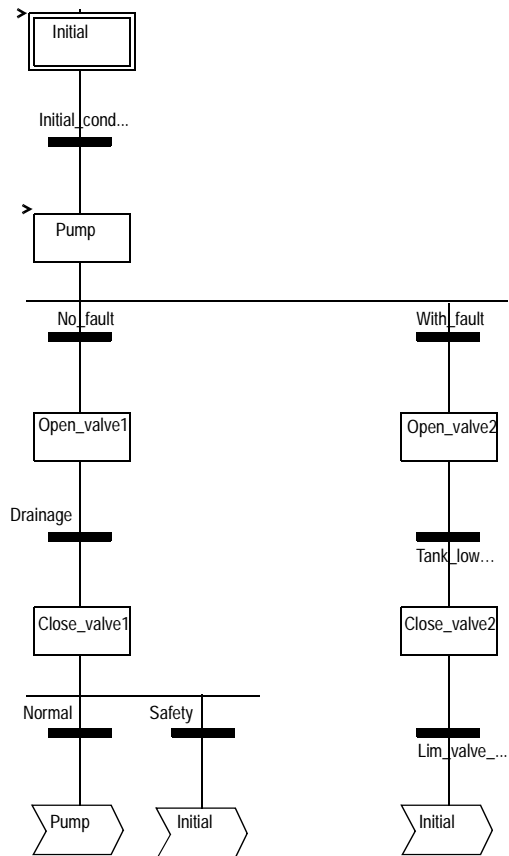 Initial
Initial_cond...
Pump
No_fault
With_fault
Open_valve1
Open_valve2
Drainage
Tank_low...
Close_valve1
Close_valve2
Normal
Safety
Lim_valve_...
Pump
Initial
Initial